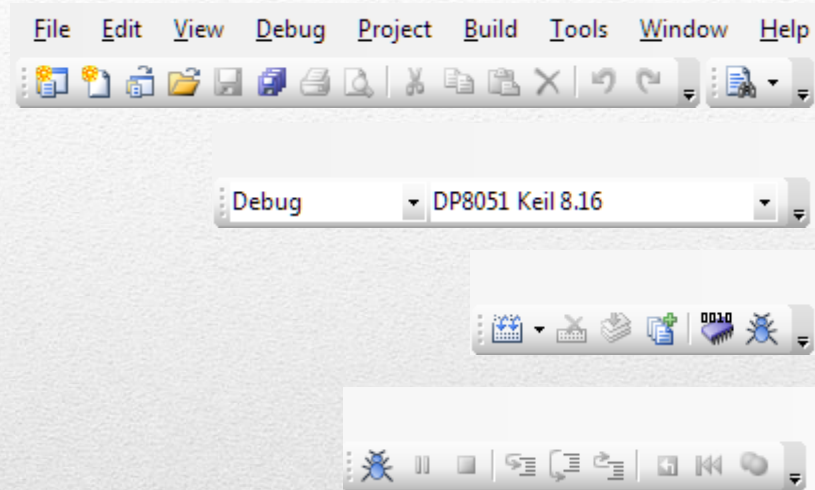 File Edit View Debug Project Build Tools Window Help
Debug DP8051 Keil 8.16
0010